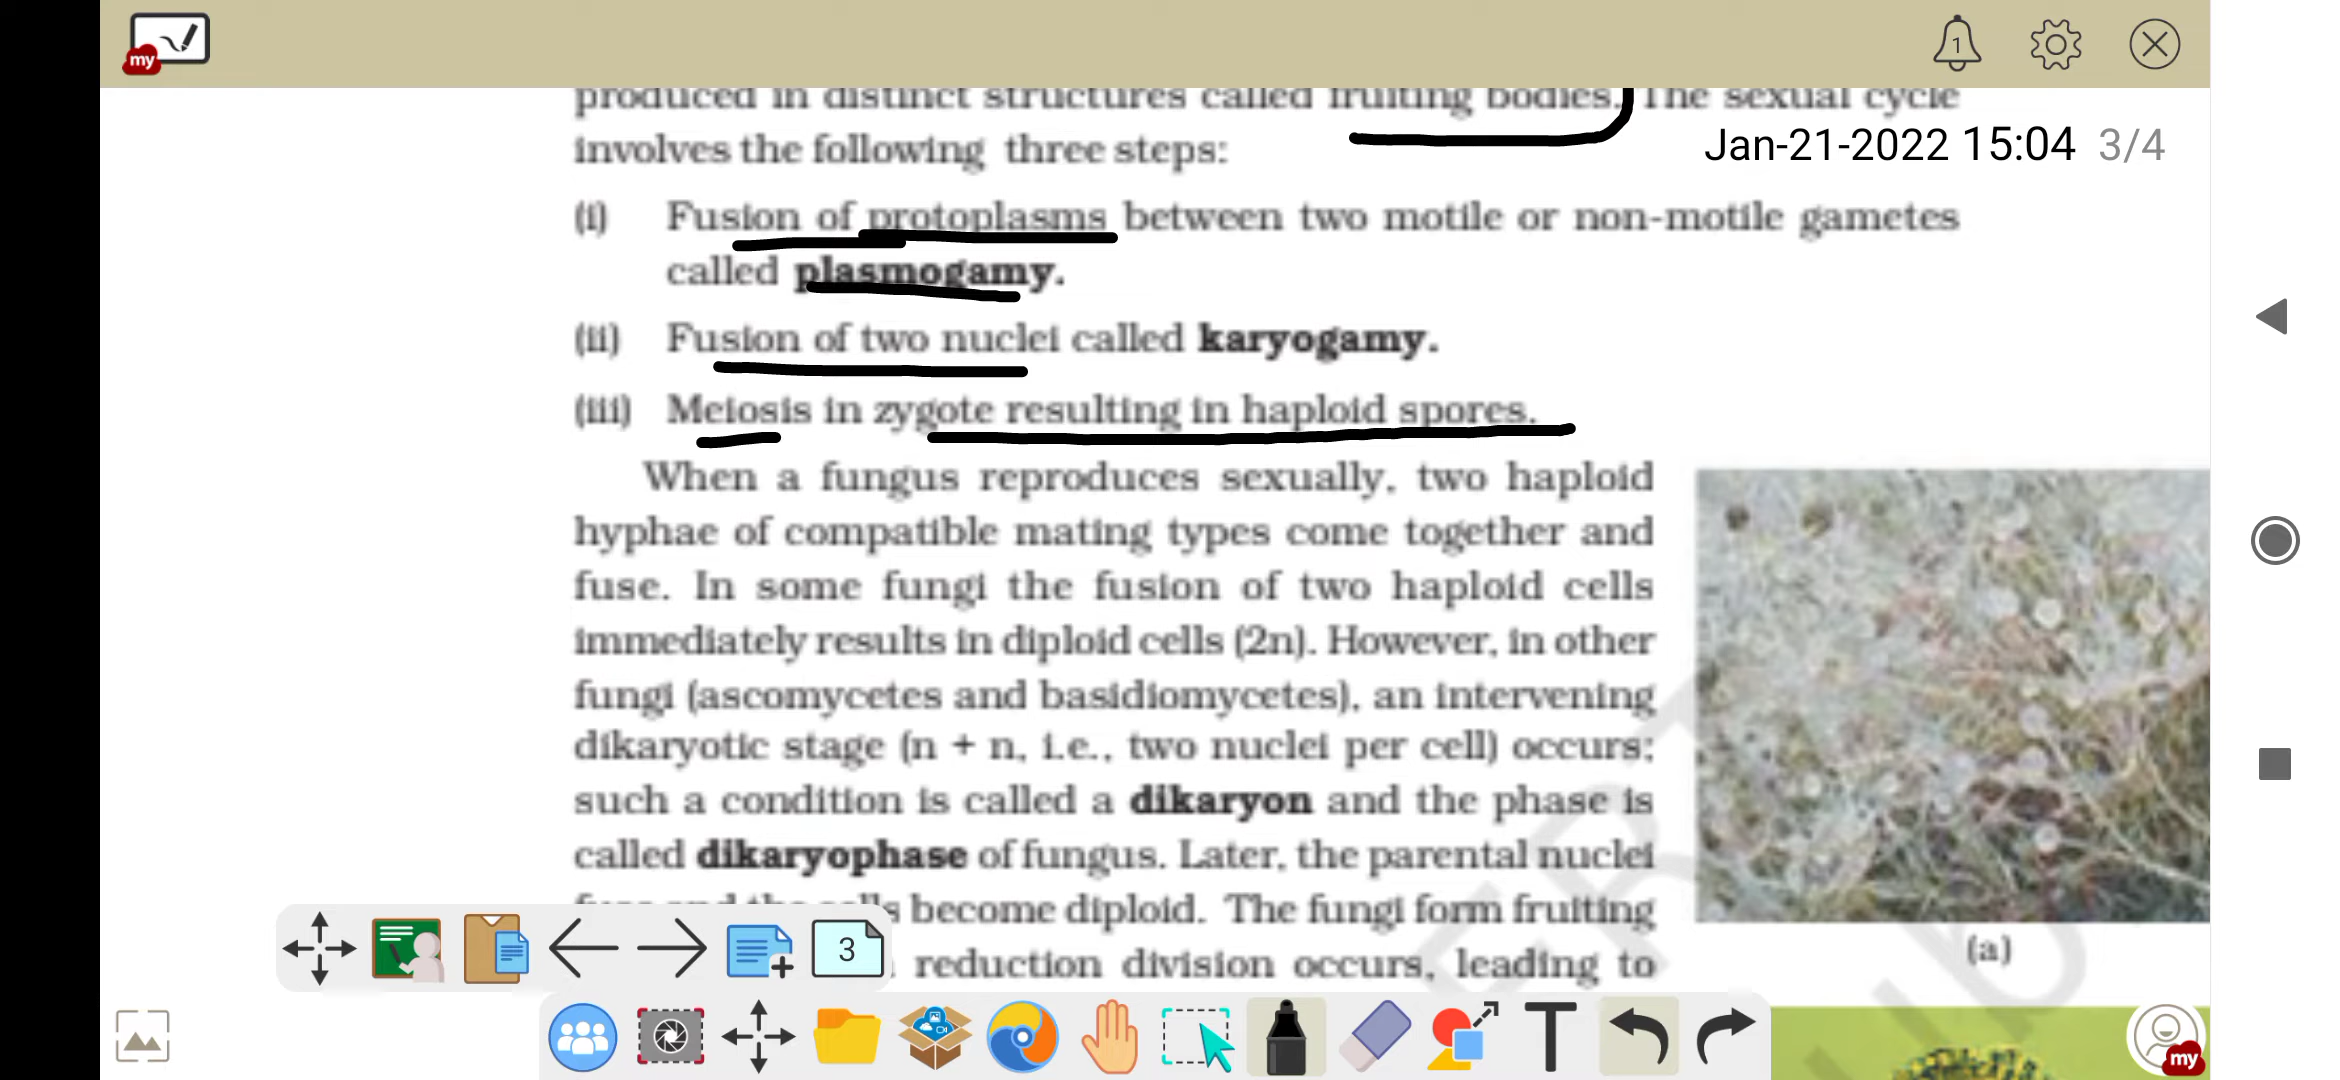 my
1
produced in distinct structures called fruiting bodies. The sexual cycle
involves the following three steps:
Jan-21-2022 15:04 3/4
(i) Fusion of protoplasms between two motile or non-motile gametes
called plasmogamy.
(ii) Fusion of two nuclei called karyogamy.
(iii) Meiosis in zygote resulting in haploid spores.
When a fungus reproduces sexually, two haploid
hyphae of compatible mating types come together and
fuse. In some fungi the fusion of two haploid cells
immediately results in diploid cells (2n). However, in other
fungi (ascomycetes and basidiomycetes), an intervening
dikaryotic stage (n + n, i.e., two nuclei per cell) occurs;
such a condition is called a dikaryon and the phase is
called dikaryophase of fungus. Later, the parental nuclei
become diploid. The fungi form fruiting
reduction division occurs, leading to
(a)
3
T
my